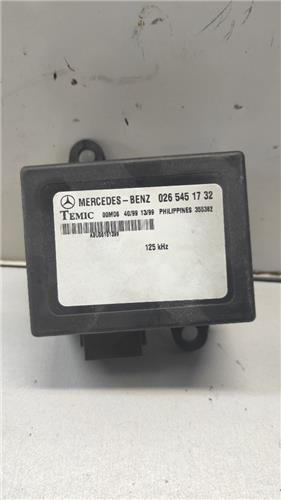 MERCEDES-BENZ 026 545 17 32
TEMIC 00M06 40/99 13/99 PHILIPPINES 355362
125 kHz